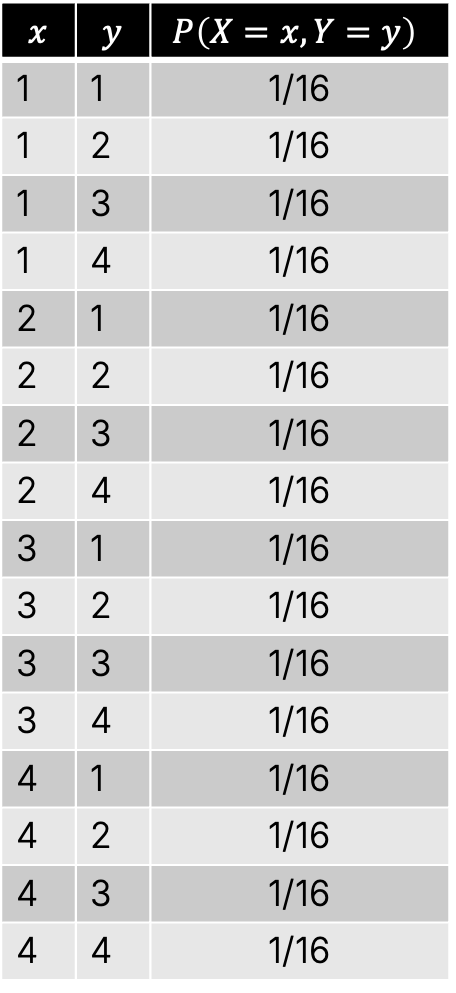 x y P(X = x, Y = y)
1 1 1/16
1 2 1/16
1 3 1/16
1 4 1/16
2 1 1/16
2 2 1/16
2 3 1/16
2 4 1/16
3 1 1/16
3 2 1/16
3 3 1/16
3 4 1/16
4 1 1/16
4 2 1/16
4 3 1/16
4 4 1/16